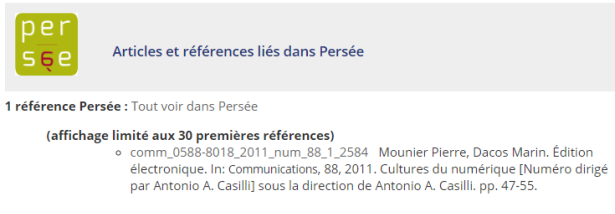 per
sée
Articles et références liés dans Persée
1 référence Persée : Tout voir dans Persée
(affichage limité aux 30 premières références)
comm_0588-8018_2011_num_88_1_2584 Mounier Pierre, Dacos Marin. Édition
électronique. In: Communications, 88, 2011. Cultures du numérique [Numéro dirigé
par Antonio A. Casilli] sous la direction de Antonio A. Casilli. pp. 47-55.